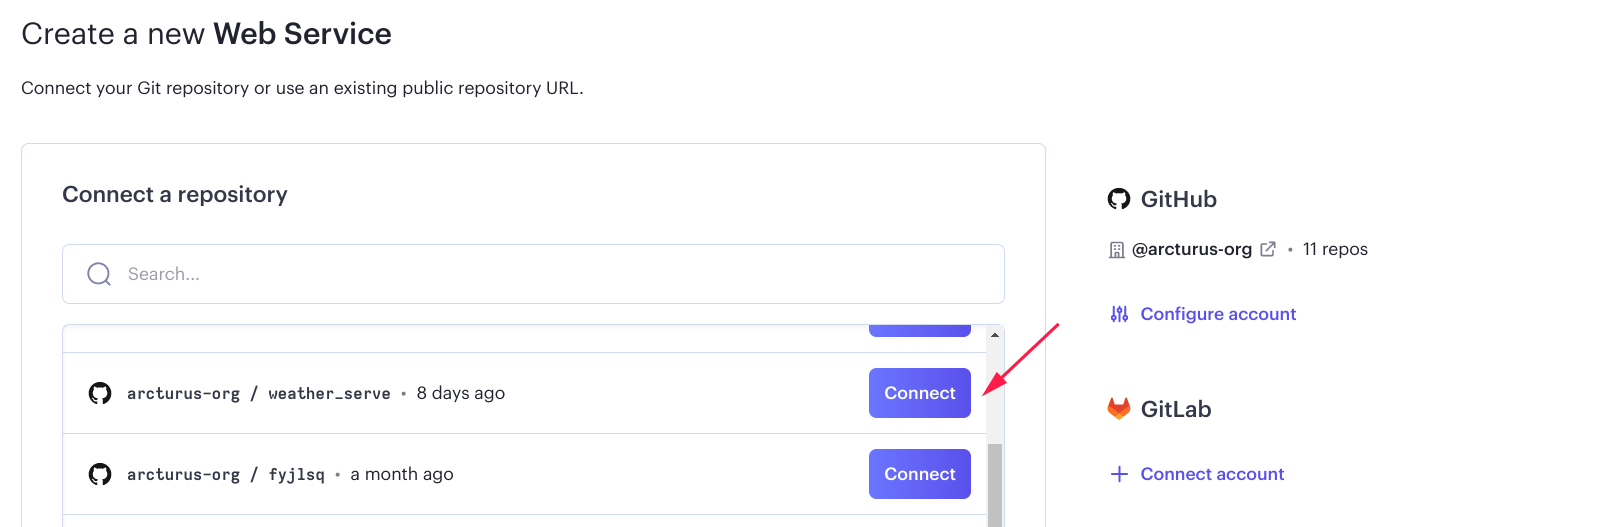 Create a new Web Service
Connect your Git repository or use an existing public repository URL.
Connect a repository
Search...
arcturus-org / weather_serve • 8 days ago
Connect
arcturus-org / fyjlsq • a month ago
Connect
GitHub
@arcturus-org • 11 repos
Configure account
GitLab
Connect account